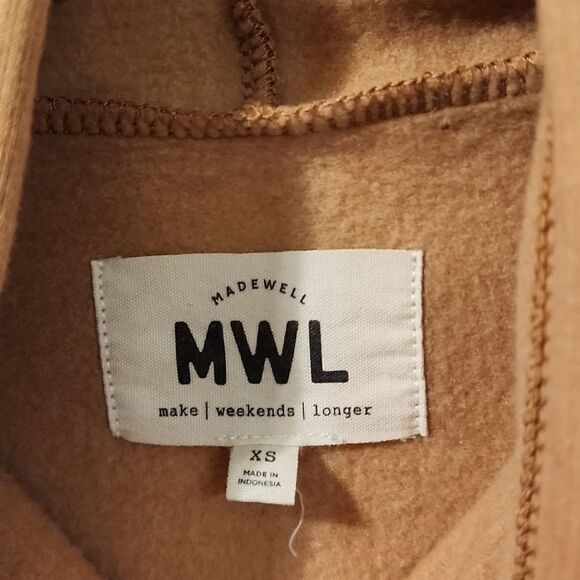 MADEWELL
MWL
make | weekends | longer
XS
MADE IN
INDONESIA